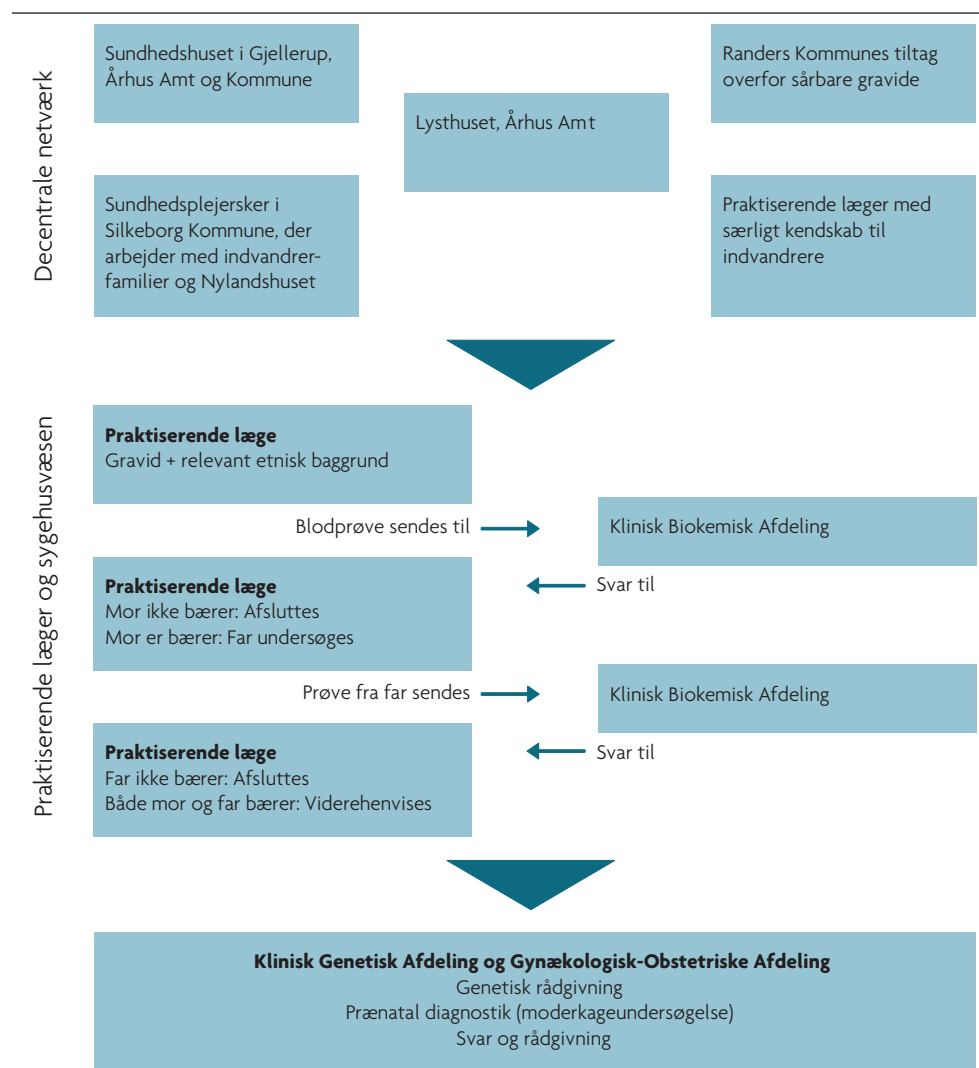 Decentrale netværk
Sundhedshuset i Gjellerup,
Århus Amt og Kommune
Lysthuset, Århus Amt
Randers Kommunes tiltag
overfor sårbare gravide
Sundhedsplejersker i
Silkeborg Kommune, der
arbejder med indvandrer-
familier og Nylandshuset
Praktiserende læger med
særligt kendskab til
indvandrere
Praktiserende læger og sygehusvæsen
Praktiserende læge
Gravid + relevant etnisk baggrund
Blodprøve sendes til
Klinisk Biokemisk Afdeling
Svar til
Praktiserende læge
Mor ikke bærer: Afsluttes
Mor er bærer: Far undersøges
Prøve fra far sendes
Klinisk Biokemisk Afdeling
Svar til
Praktiserende læge
Far ikke bærer: Afsluttes
Både mor og far bærer: Viderehenvises
Klinisk Genetisk Afdeling og Gynækologisk-Obstetriske Afdeling
Genetisk rådgivning
Prænatal diagnostik (moderkageundersøgelse)
Svar og rådgivning